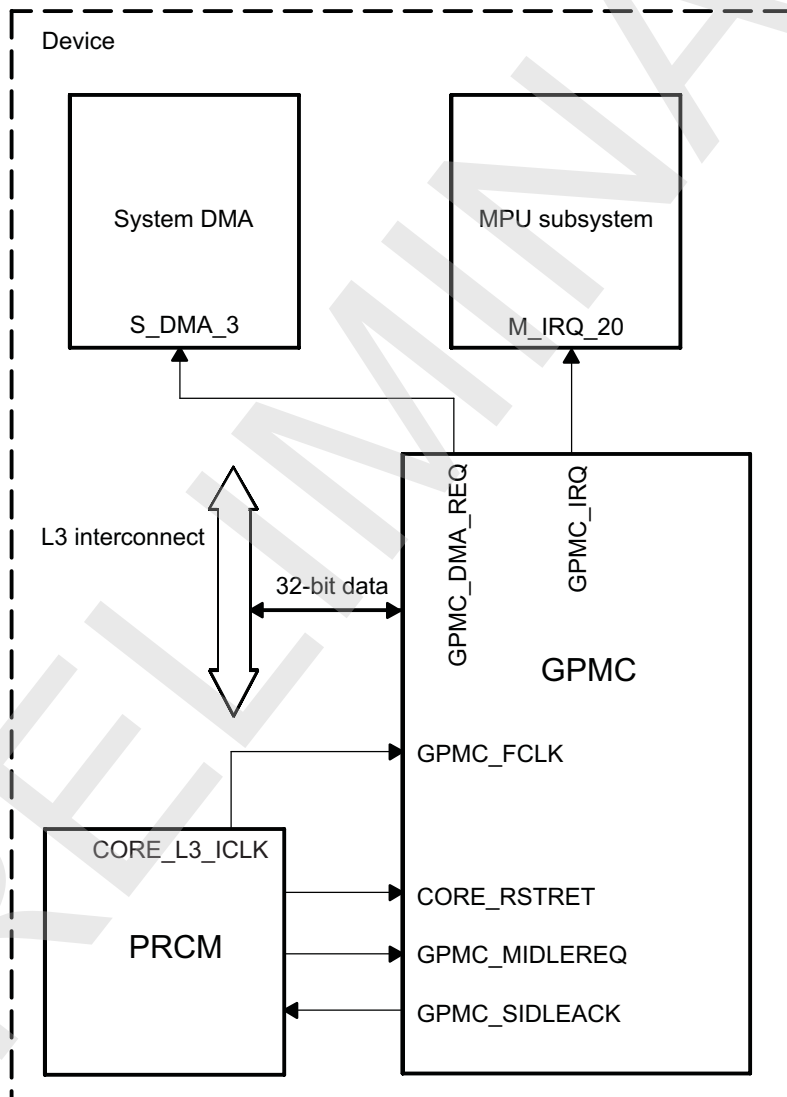 Device
System DMA
MPU subsystem
S_DMA_3
M_IRQ_20
GPMC_DMA_REQ
GPMC_IRQ
L3 interconnect
32-bit data
GPMC
GPMC_FCLK
CORE_L3_ICLK
CORE_RSTRET
PRCM
GPMC_MIDLEREQ
GPMC_SIDLEACK
RELIMINA